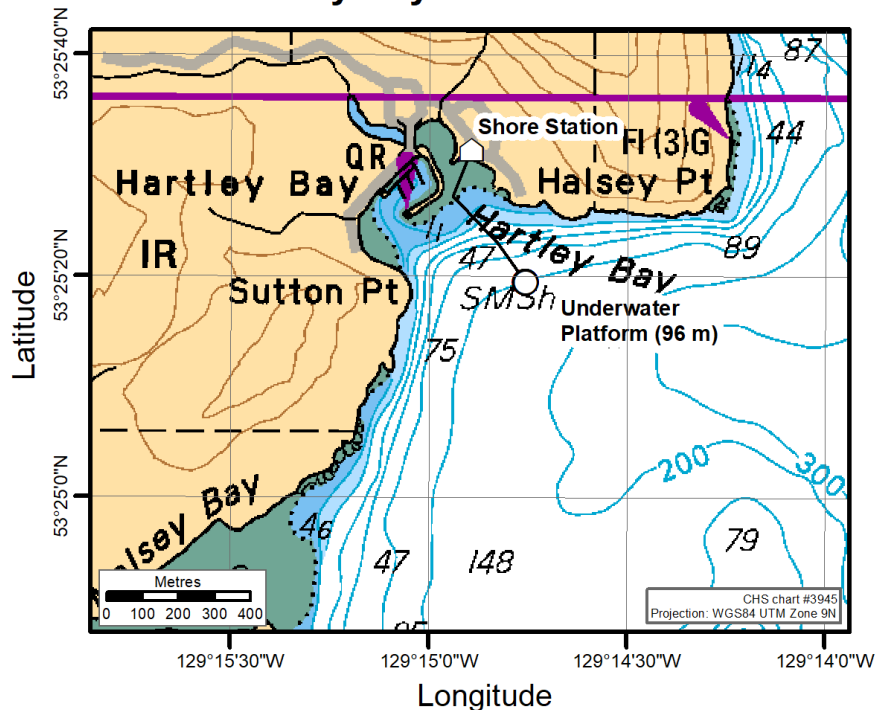 53°25'40"N
87
114
44
Shore Station
Fl (3)G
QR
Hartley Bay
Halsey Pt
2
11
Hartley Bay
89
IR
47
53°25'20"N
Sutton Pt
SMSh
Underwater
Platform (96 m)
75
Latitude
200
300
53°25'0"N
46
79
47
148
Metres
0 100 200 300 400
CHS chart #3945
Projection: WGS84 UTM Zone 9N
129°15'30"W 129°15'0"W 129°14'30"W 129°14'0"W
Longitude